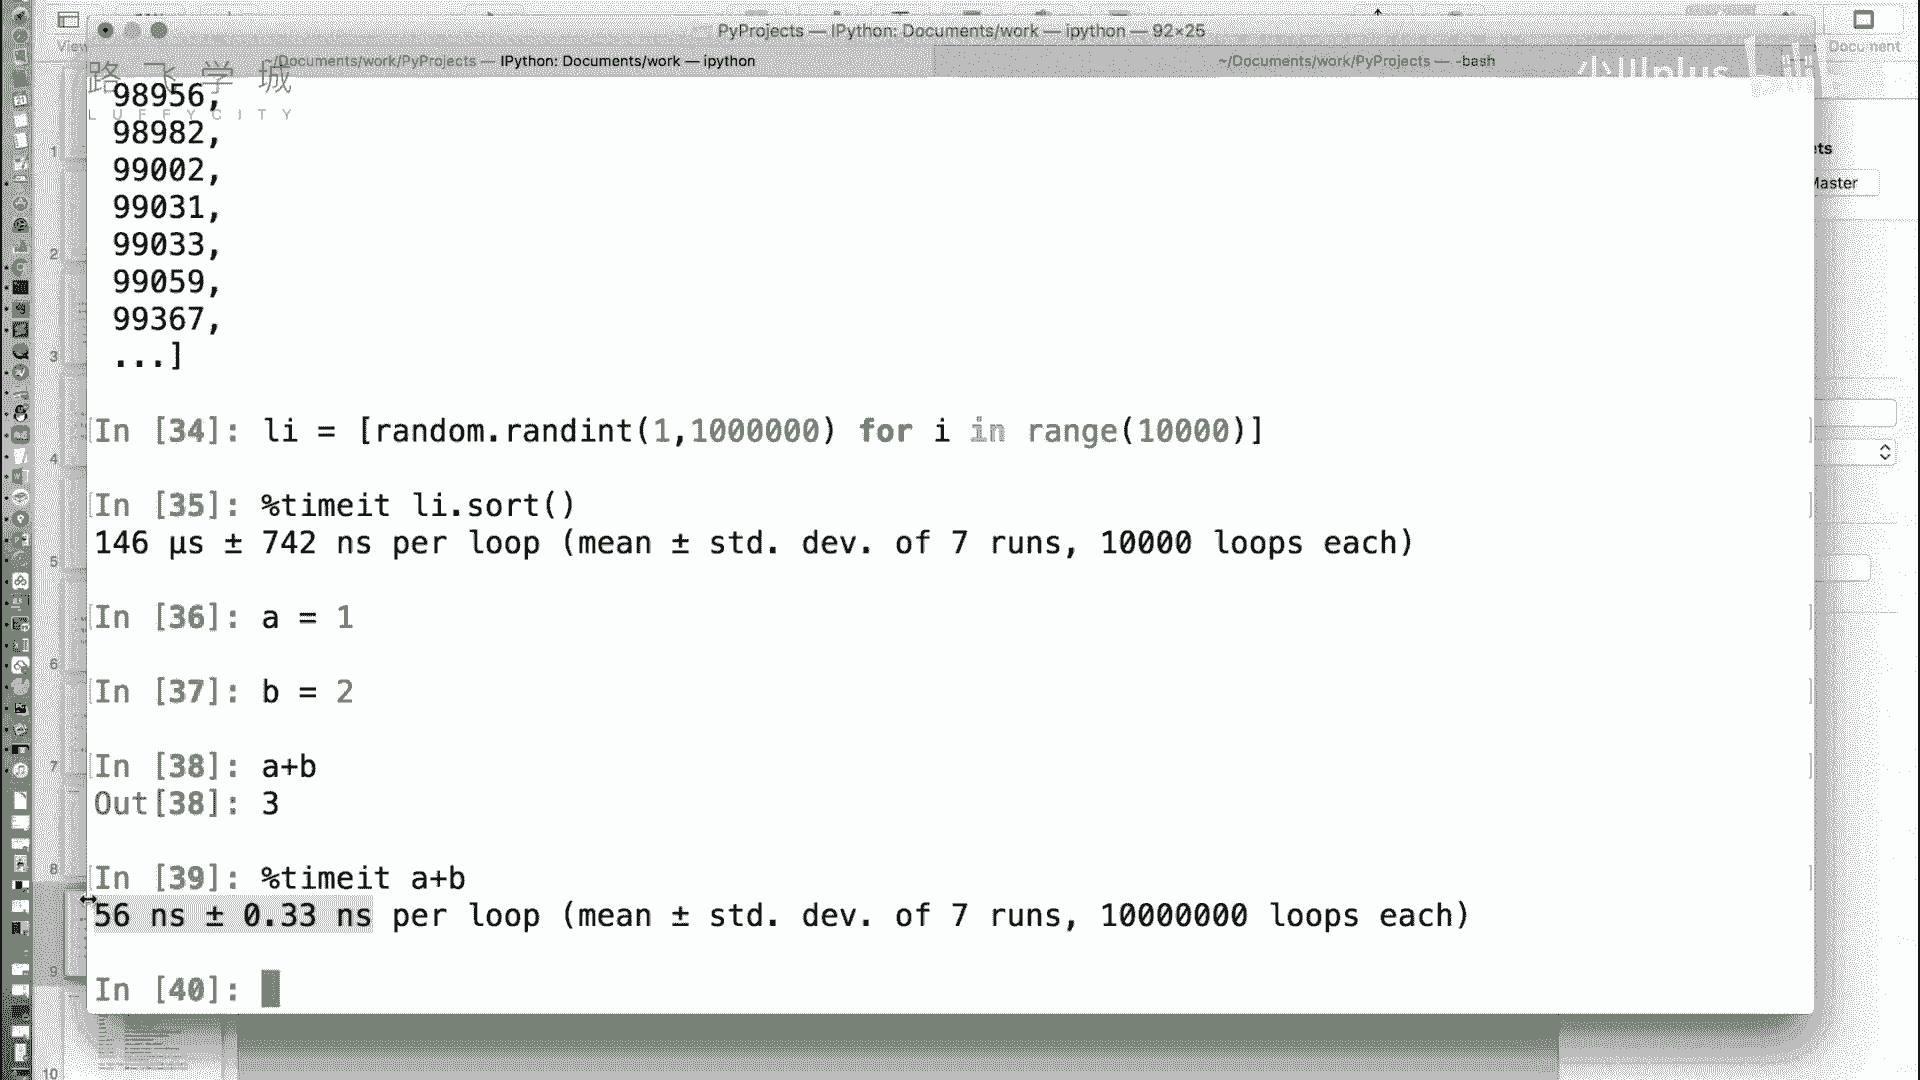 View
PyProjects — IPython: Documents/work — ipython — 92×25
Document
~/Documents/work/PyProjects — IPython: Documents/work — ipython
~/Documents/work/PyProjects — -bash
路飞学城
LUFFYCITY
plus
98956,
98982,
99002,
99031,
99033,
99059,
99367,
...]
In [34]: li = [random.randint(1,1000000) for i in range(10000)]
In [35]: %timeit li.sort()
146 µs ± 742 ns per loop (mean ± std. dev. of 7 runs, 10000 loops each)
In [36]: a = 1
In [37]: b = 2
In [38]: a+b
Out[38]: 3
In [39]: %timeit a+b
56 ns ± 0.33 ns per loop (mean ± std. dev. of 7 runs, 10000000 loops each)
In [40]:
1
2
3
4
5
6
7
8
9
10
ets
Master